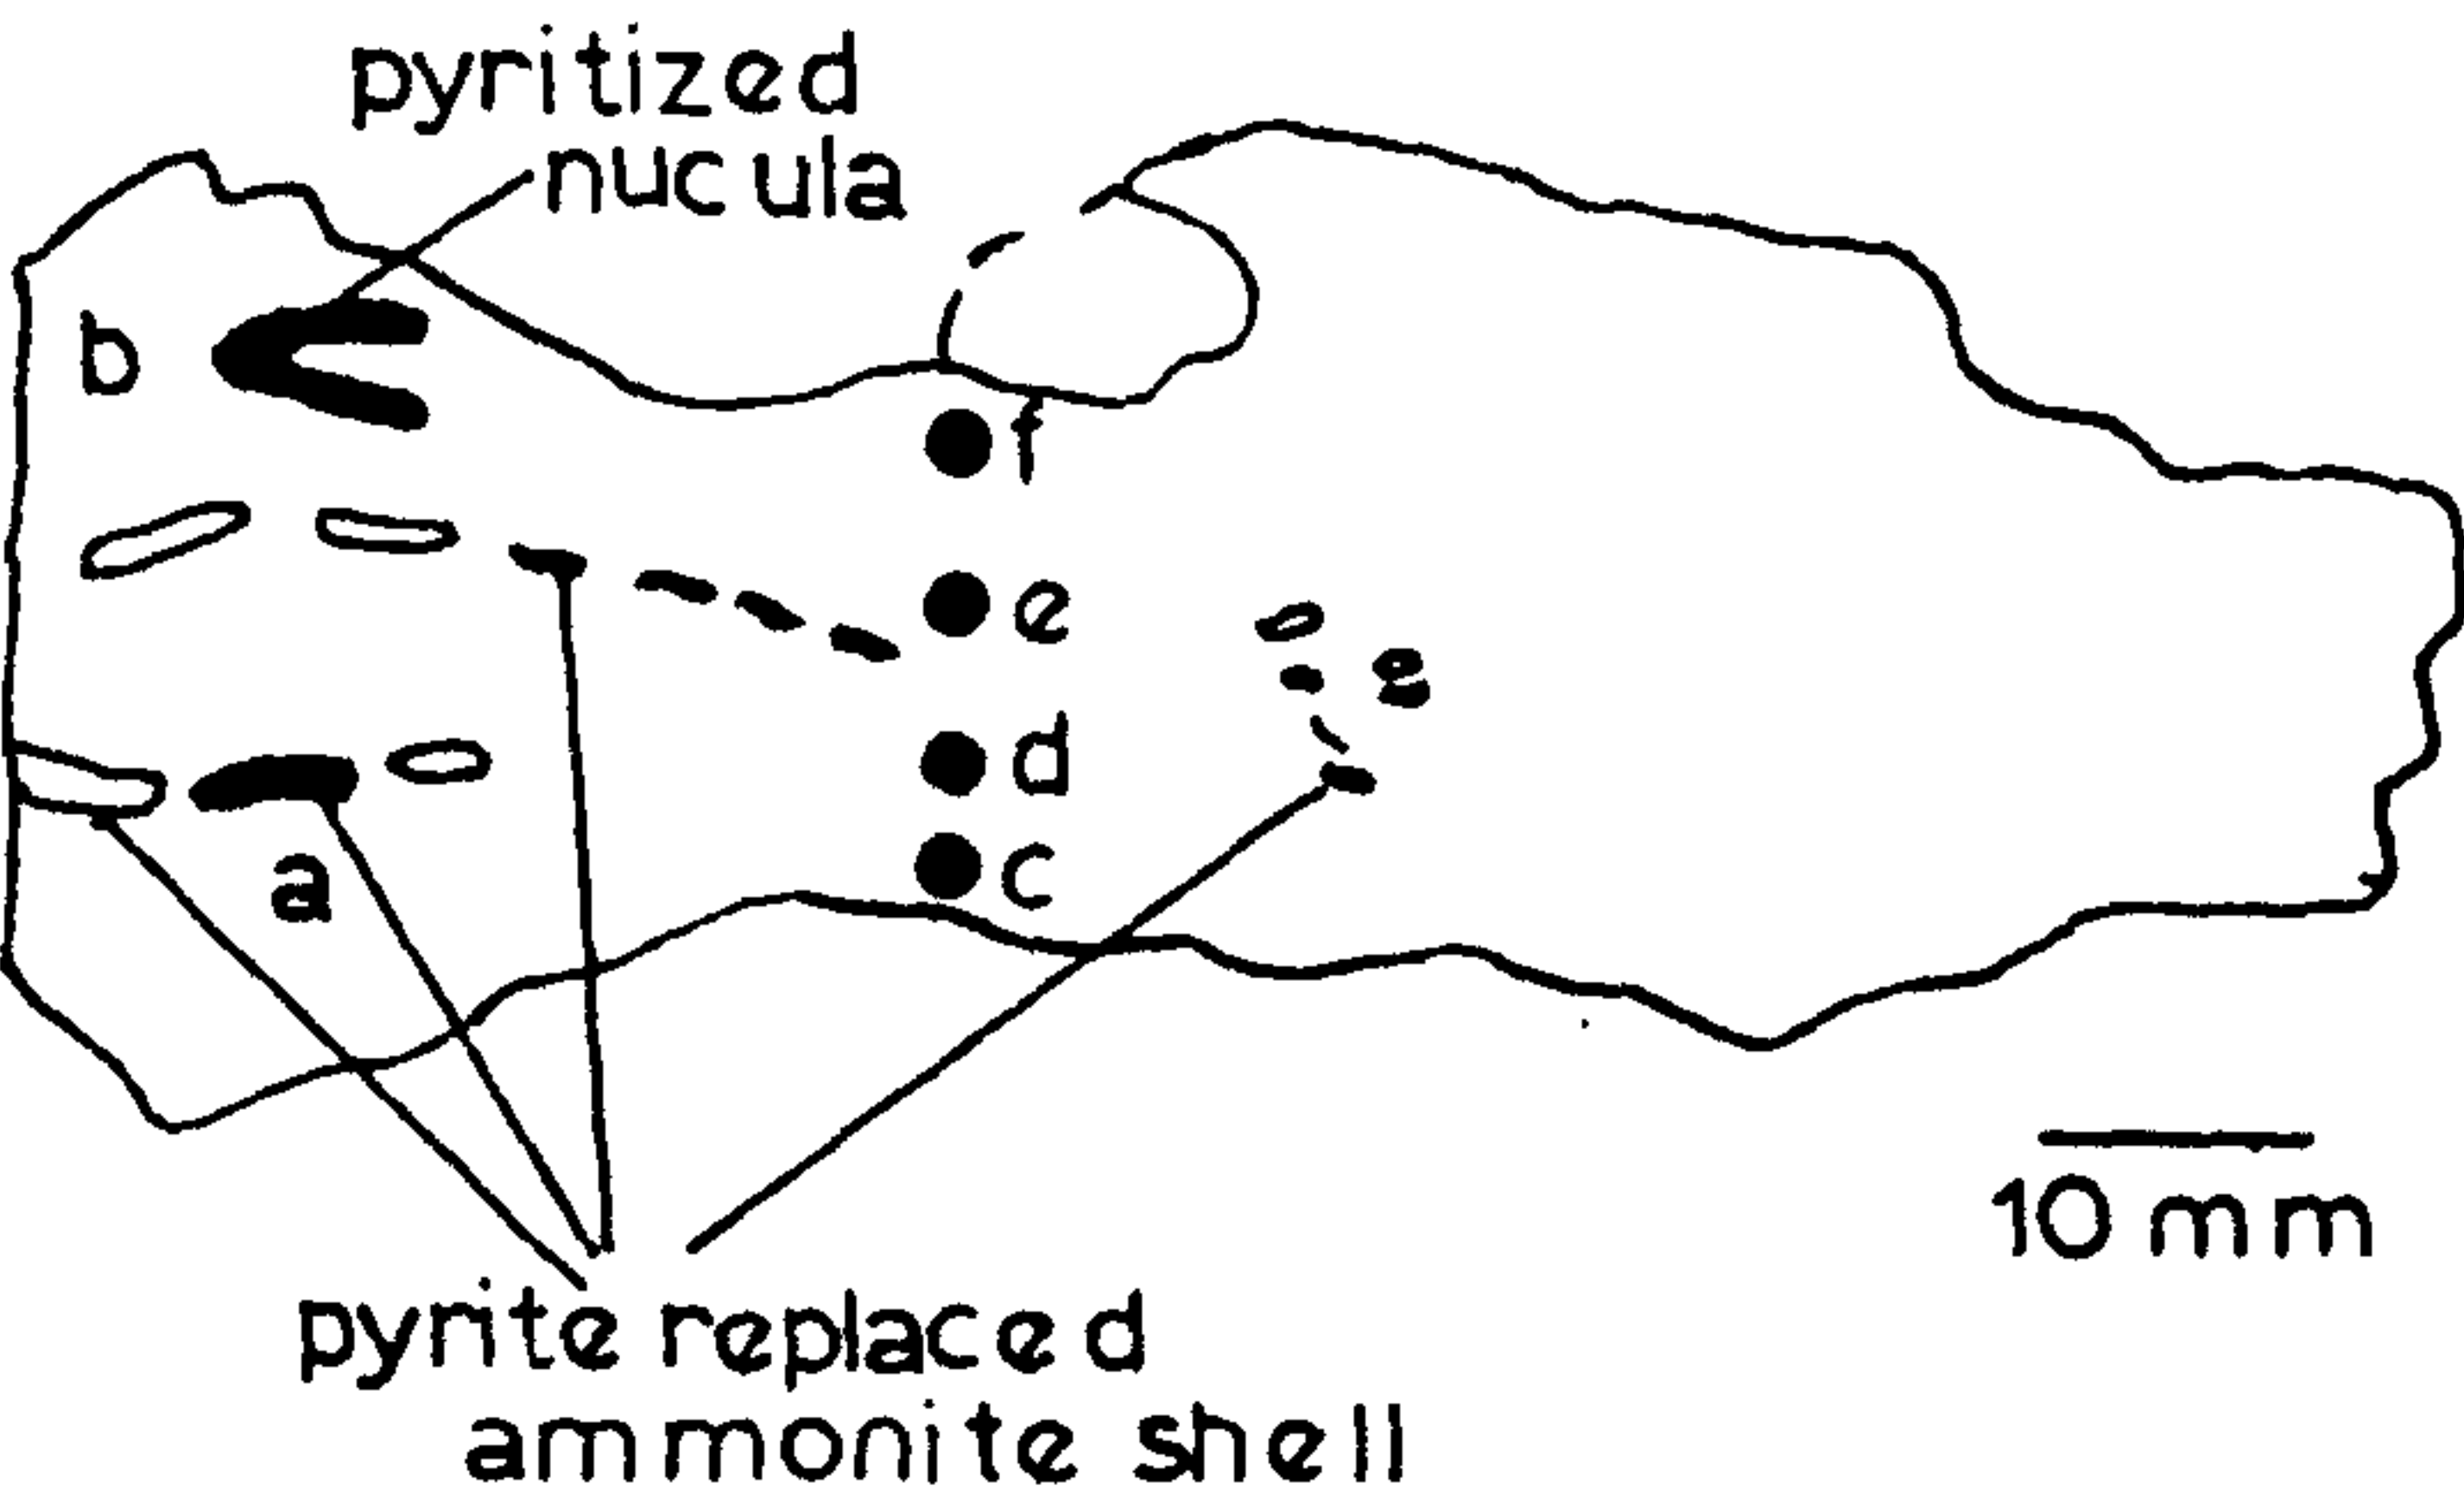 pyritized
nucula
b
f
e
d
a
c
10 mm
pyrite replaced
ammonite shell